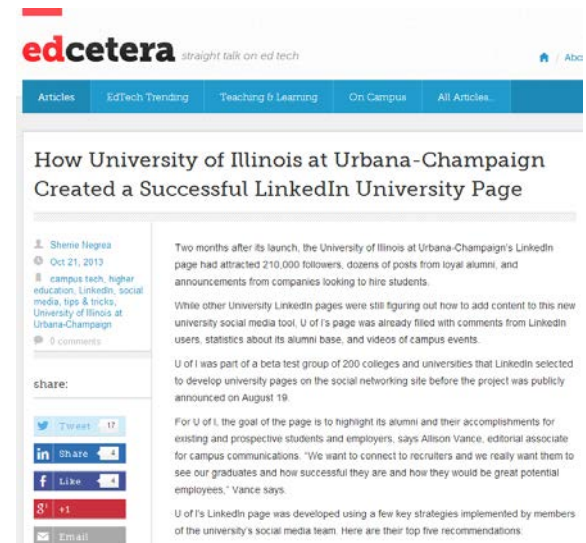 edcetera straight talk on ed tech
Abo
Articles EdTech Trending Teaching & Learning On Campus All Articles..
How University of Illinois at Urbana-Champaign
Created a Successful LinkedIn University Page
Sherrie Negrea
Oct 21, 2013
campus tech, higher
education, LinkedIn, social
media, tips & tricks,
University of Illinois at
Urbana-Champaign
0 comments
share:
Tweet 17
in Share 4
f Like 4
g+ +1
Email
Two months after its launch, the University of Illinois at Urbana-Champaign's LinkedIn
page had attracted 210,000 followers, dozens of posts from loyal alumni, and
announcements from companies looking to hire students.
While other University LinkedIn pages were still figuring out how to add content to this new
university social media tool, U of I's page was already filled with comments from LinkedIn
users, statistics about its alumni base, and videos of campus events.
U of I was part of a beta test group of 200 colleges and universities that LinkedIn selected
to develop university pages on the social networking site before the project was publicly
announced on August 19.
For U of I, the goal of the page is to highlight its alumni and their accomplishments for
existing and prospective students and employers, says Allison Vance, editorial associate
for campus communications. "We want to connect to recruiters and we really want them to
see our graduates and how successful they are and how they would be great potential
employees," Vance says.
U of I's LinkedIn page was developed using a few key strategies implemented by members
of the university's social media team. Here are their top five recommendations: